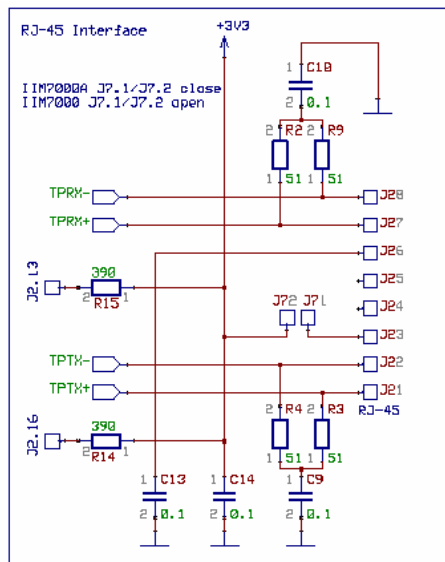 RJ-45 Interface
+3V3
IIM7000A J7.1/J7.2 close
IIM7000 J7.1/J7.2 open
1 C10
2 0.1
2 R2 2 R9
1 51 1 51
TPRX- J28
TPRX+ J27
J26
J2.13 390 J25
2 R15 1
J24
J72 J71
J23
TPTX- J22
TPTX+ J21
RJ-45
2 R4 2 R3
J2.16 390
2 R14 1
1 51 1 51
1 C13 1 C14 1 C9
2 0.1 2 0.1 2 0.1